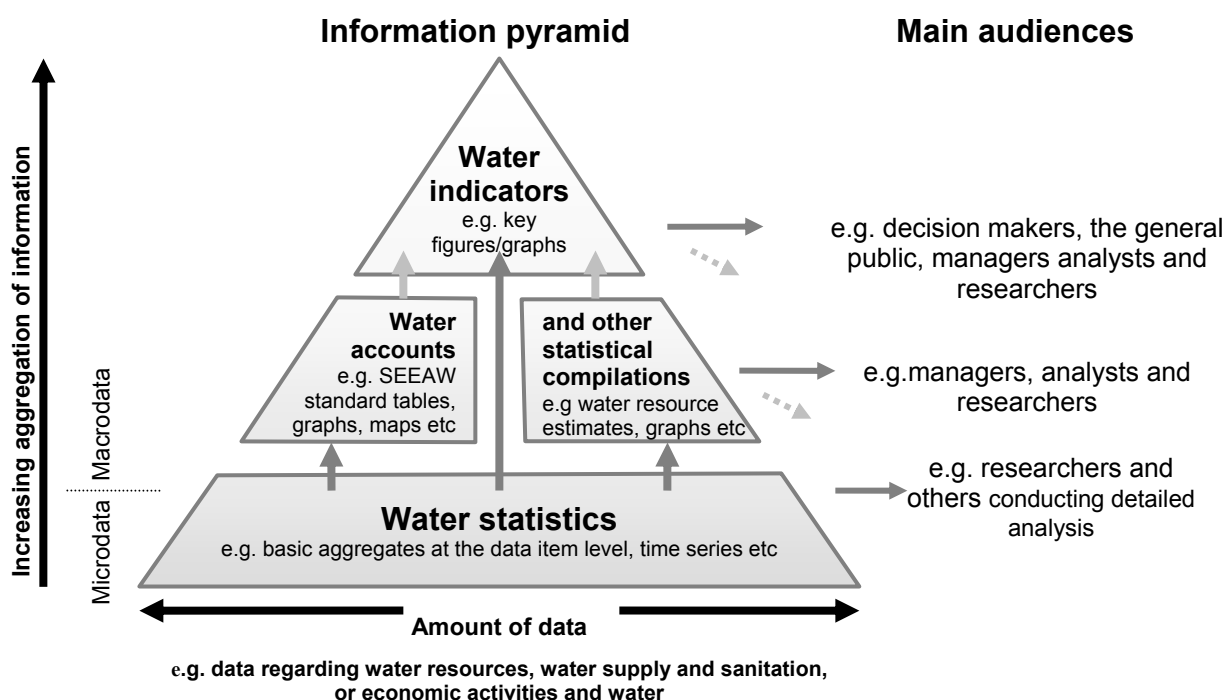 Information pyramid
Main audiences
Increasing aggregation of information
Macrodata
Microdata
Water
indicators
e.g. key
figures/graphs
e.g. decision makers, the general
public, managers analysts and
researchers
Water
accounts
e.g. SEEAW
standard tables,
graphs, maps etc
and other
statistical
compilations
e.g water resource
estimates, graphs etc
e.g.managers, analysts and
researchers
Water statistics
e.g. basic aggregates at the data item level, time series etc
e.g. researchers and
others conducting detailed
analysis
Amount of data
e.g. data regarding water resources, water supply and sanitation,
or economic activities and water